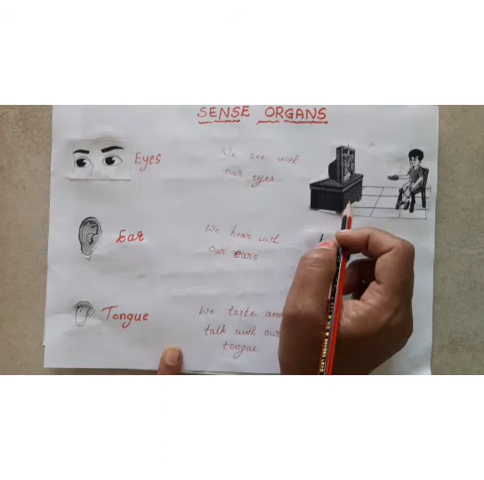 SENSE ORGANS
Eyes
We see with
our eyes
Ear
We hear with
our ears
Tongue
We taste and
talk with our
tongue